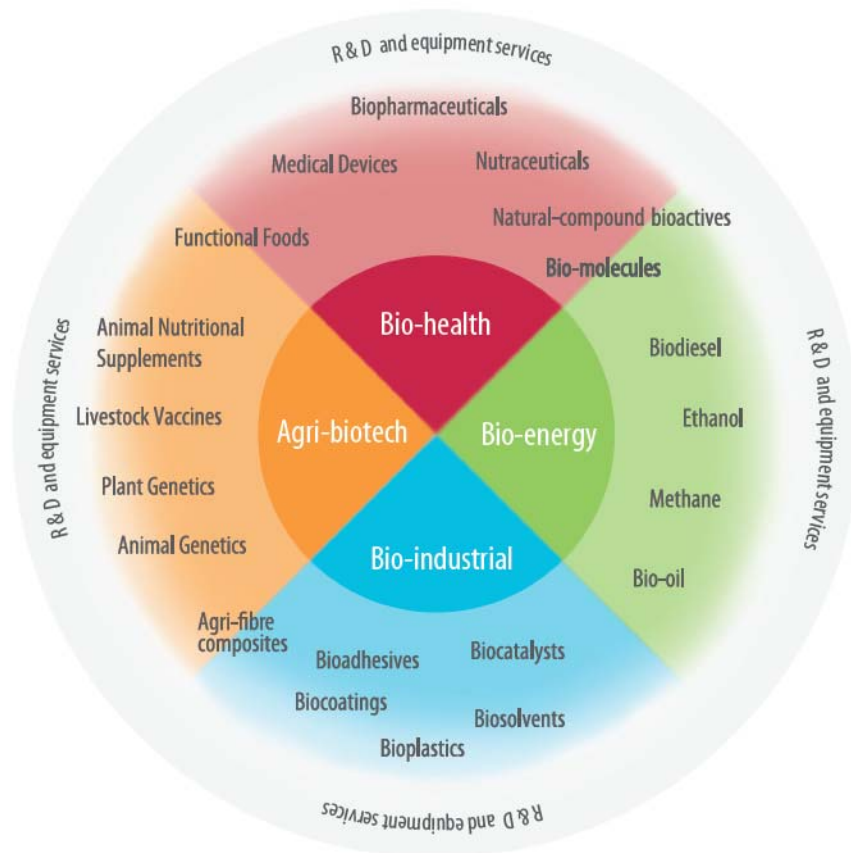 R & D and equipment services
Biopharmaceuticals
Medical Devices
Nutraceuticals
Natural-compound bioactives
Functional Foods
Bio-molecules
Bio-health
Animal Nutritional
Supplements
Biodiesel
R & D and equipment services
R & D and equipment services
Livestock Vaccines
Agri-biotech
Bio-energy
Ethanol
Plant Genetics
Methane
Animal Genetics
Bio-industrial
Bio-oil
Agri-fibre
composites
Bioadhesives
Biocatalysts
Biocoatings
Biosolvents
Bioplastics
R & D and equipment services